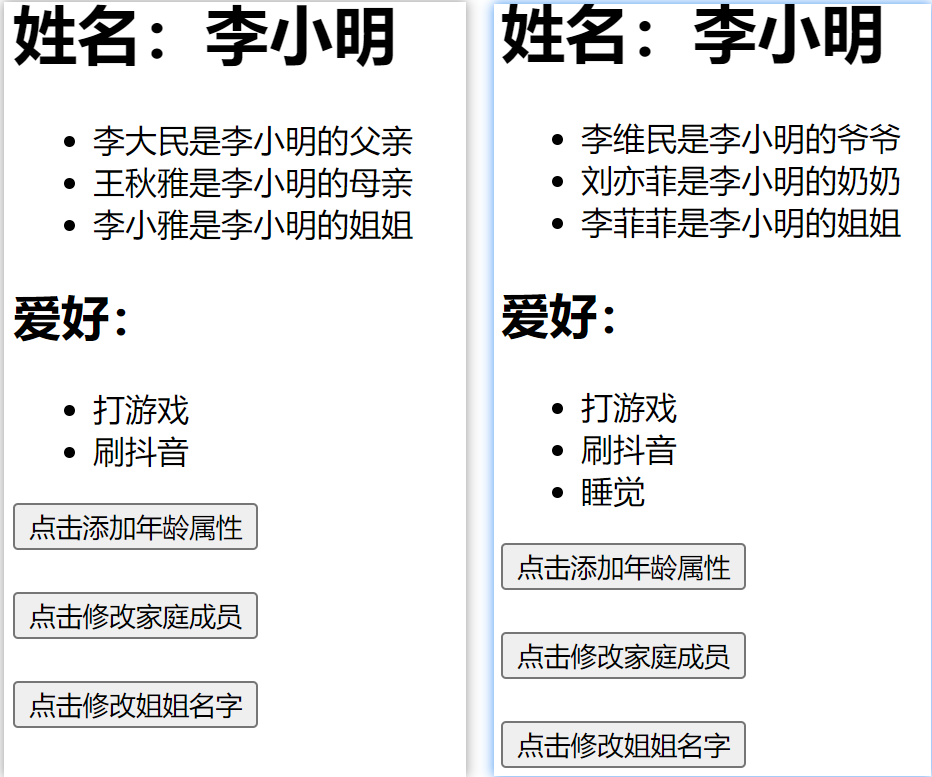 姓名：李小明
李大民是李小明的父亲
王秋雅是李小明的母亲
李小雅是李小明的姐姐
爱好：
打游戏
刷抖音
点击添加年龄属性
点击修改家庭成员
点击修改姐姐名字
姓名：李小明
李维民是李小明的爷爷
刘亦菲是李小明的奶奶
李菲菲是李小明的姐姐
爱好：
打游戏
刷抖音
睡觉
点击添加年龄属性
点击修改家庭成员
点击修改姐姐名字